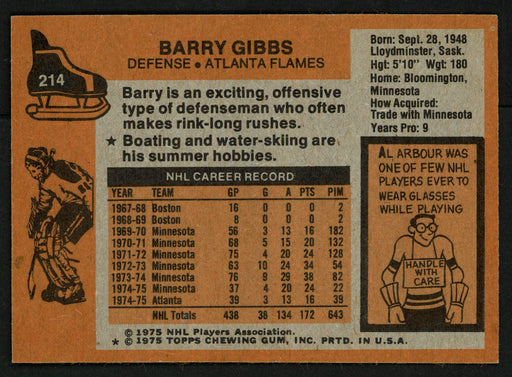 214
BARRY GIBBS
DEFENSE • ATLANTA FLAMES
Born: Sept. 28, 1948
Lloydminster, Sask.
Hgt: 5'10" Wgt: 180
Home: Bloomington,
Minnesota
How Acquired:
Trade with Minnesota
Years Pro: 9
Barry is an exciting, offensive
type of defenseman who often
makes rink-long rushes.
★ Boating and water-skiing are
his summer hobbies.
NHL CAREER RECORD
YEAR TEAM GP G A PTS PIM
1967-68 Boston 16 0 0 0 2
1968-69 Boston 8 0 0 0 2
1969-70 Minnesota 56 3 13 16 182
1970-71 Minnesota 68 5 15 20 132
1971-72 Minnesota 75 4 20 24 128
1972-73 Minnesota 63 10 24 34 54
1973-74 Minnesota 76 9 29 38 82
1974-75 Minnesota 37 4 20 24 22
1974-75 Atlanta 39 3 13 16 39
NHL Totals 438 38 134 172 643
© 1975 NHL Players Association.
★ © 1975 TOPPS CHEWING GUM, INC. PRTD. IN U.S.A.
AL ARBOUR WAS
ONE OF FEW NHL
PLAYERS EVER TO
WEAR GLASSES
WHILE PLAYING
HANDLE
WITH
CARE